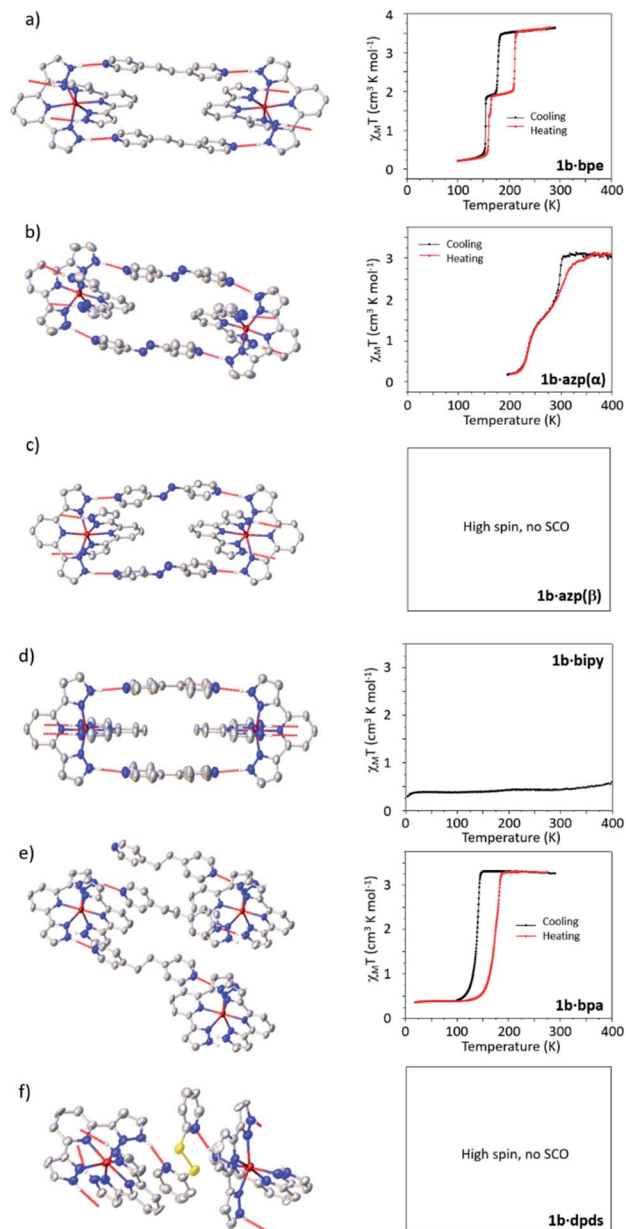 a)
χMT (cm³ K mol⁻¹)
3
2
1
0
Cooling
Heating
1b·bpe
100 200 300 400
Temperature (K)
b)
χMT (cm³ K mol⁻¹)
3
2
1
0
Cooling
Heating
1b·azp(α)
100 200 300 400
Temperature (K)
c)
High spin, no SCO
1b·azp(β)
d)
χMT (cm³ K mol⁻¹)
3
2
1
0
1b·bipy
0 100 200 300 400
Temperature (K)
e)
χMT (cm³ K mol⁻¹)
3
2
1
0
Cooling
Heating
1b·bpa
0 100 200 300 400
Temperature (K)
f)
High spin, no SCO
1b·dpds